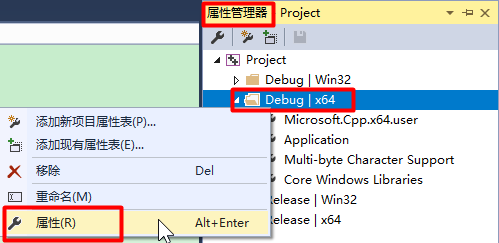 属性管理器 Project
Project
Debug | Win32
Debug | x64
Microsoft.Cpp.x64.user
Application
Multi-byte Character Support
Core Windows Libraries
Release | Win32
Release | x64
添加新项目属性表(P)...
添加现有属性表(E)...
移除 Del
重命名(M)
属性(R) Alt+Enter